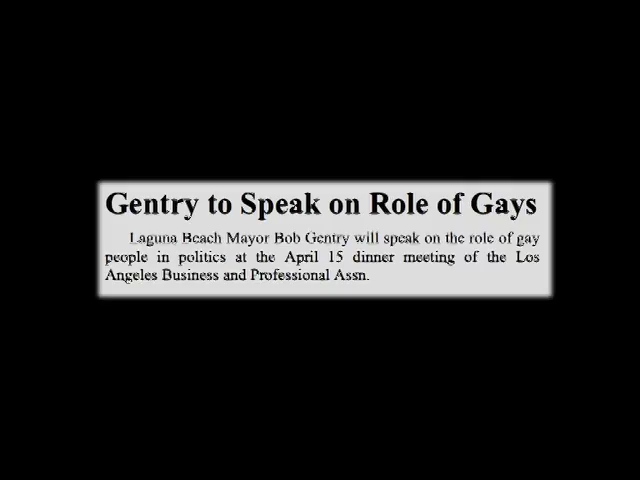 Gentry to Speak on Role of Gays
Laguna Beach Mayor Bob Gentry will speak on the role of gay
people in politics at the April 15 dinner meeting of the Los
Angeles Business and Professional Assn.